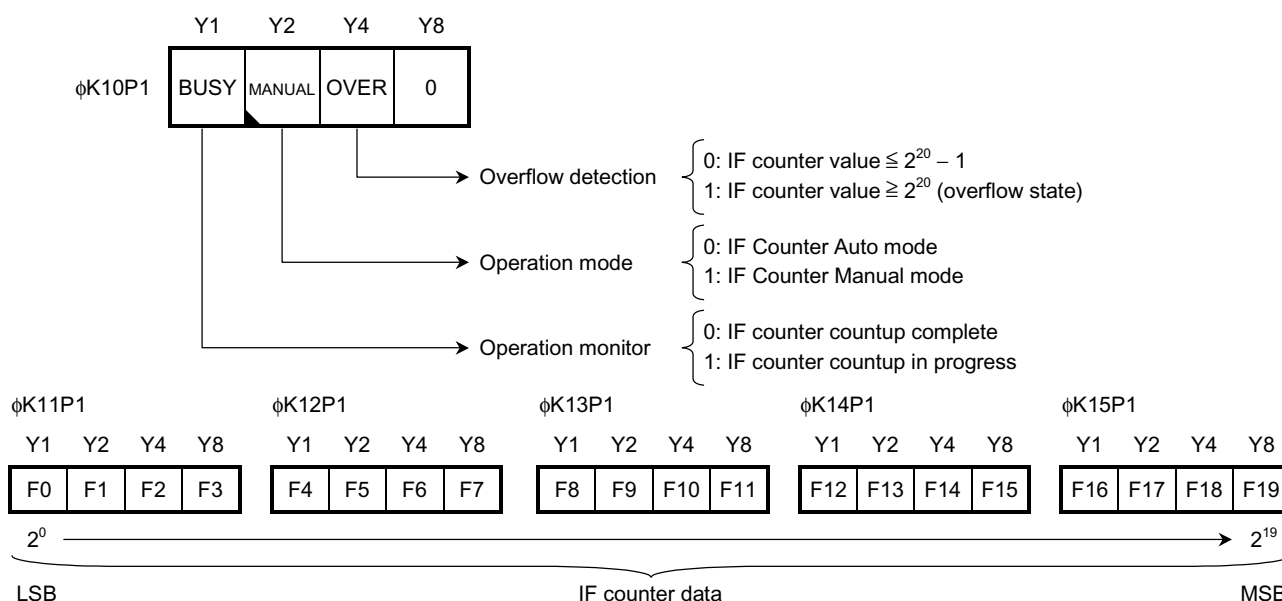 Y1 Y2 Y4 Y8
ϕK10P1 BUSY MANUAL OVER 0
Overflow detection
0: IF counter value ≦ 2^20 – 1
1: IF counter value ≧ 2^20 (overflow state)
Operation mode
0: IF Counter Auto mode
1: IF Counter Manual mode
Operation monitor
0: IF counter countup complete
1: IF counter countup in progress
ϕK11P1 ϕK12P1 ϕK13P1 ϕK14P1 ϕK15P1
Y1 Y2 Y4 Y8 Y1 Y2 Y4 Y8 Y1 Y2 Y4 Y8 Y1 Y2 Y4 Y8 Y1 Y2 Y4 Y8
F0 F1 F2 F3 F4 F5 F6 F7 F8 F9 F10 F11 F12 F13 F14 F15 F16 F17 F18 F19
2^0 2^19
LSB IF counter data MSB